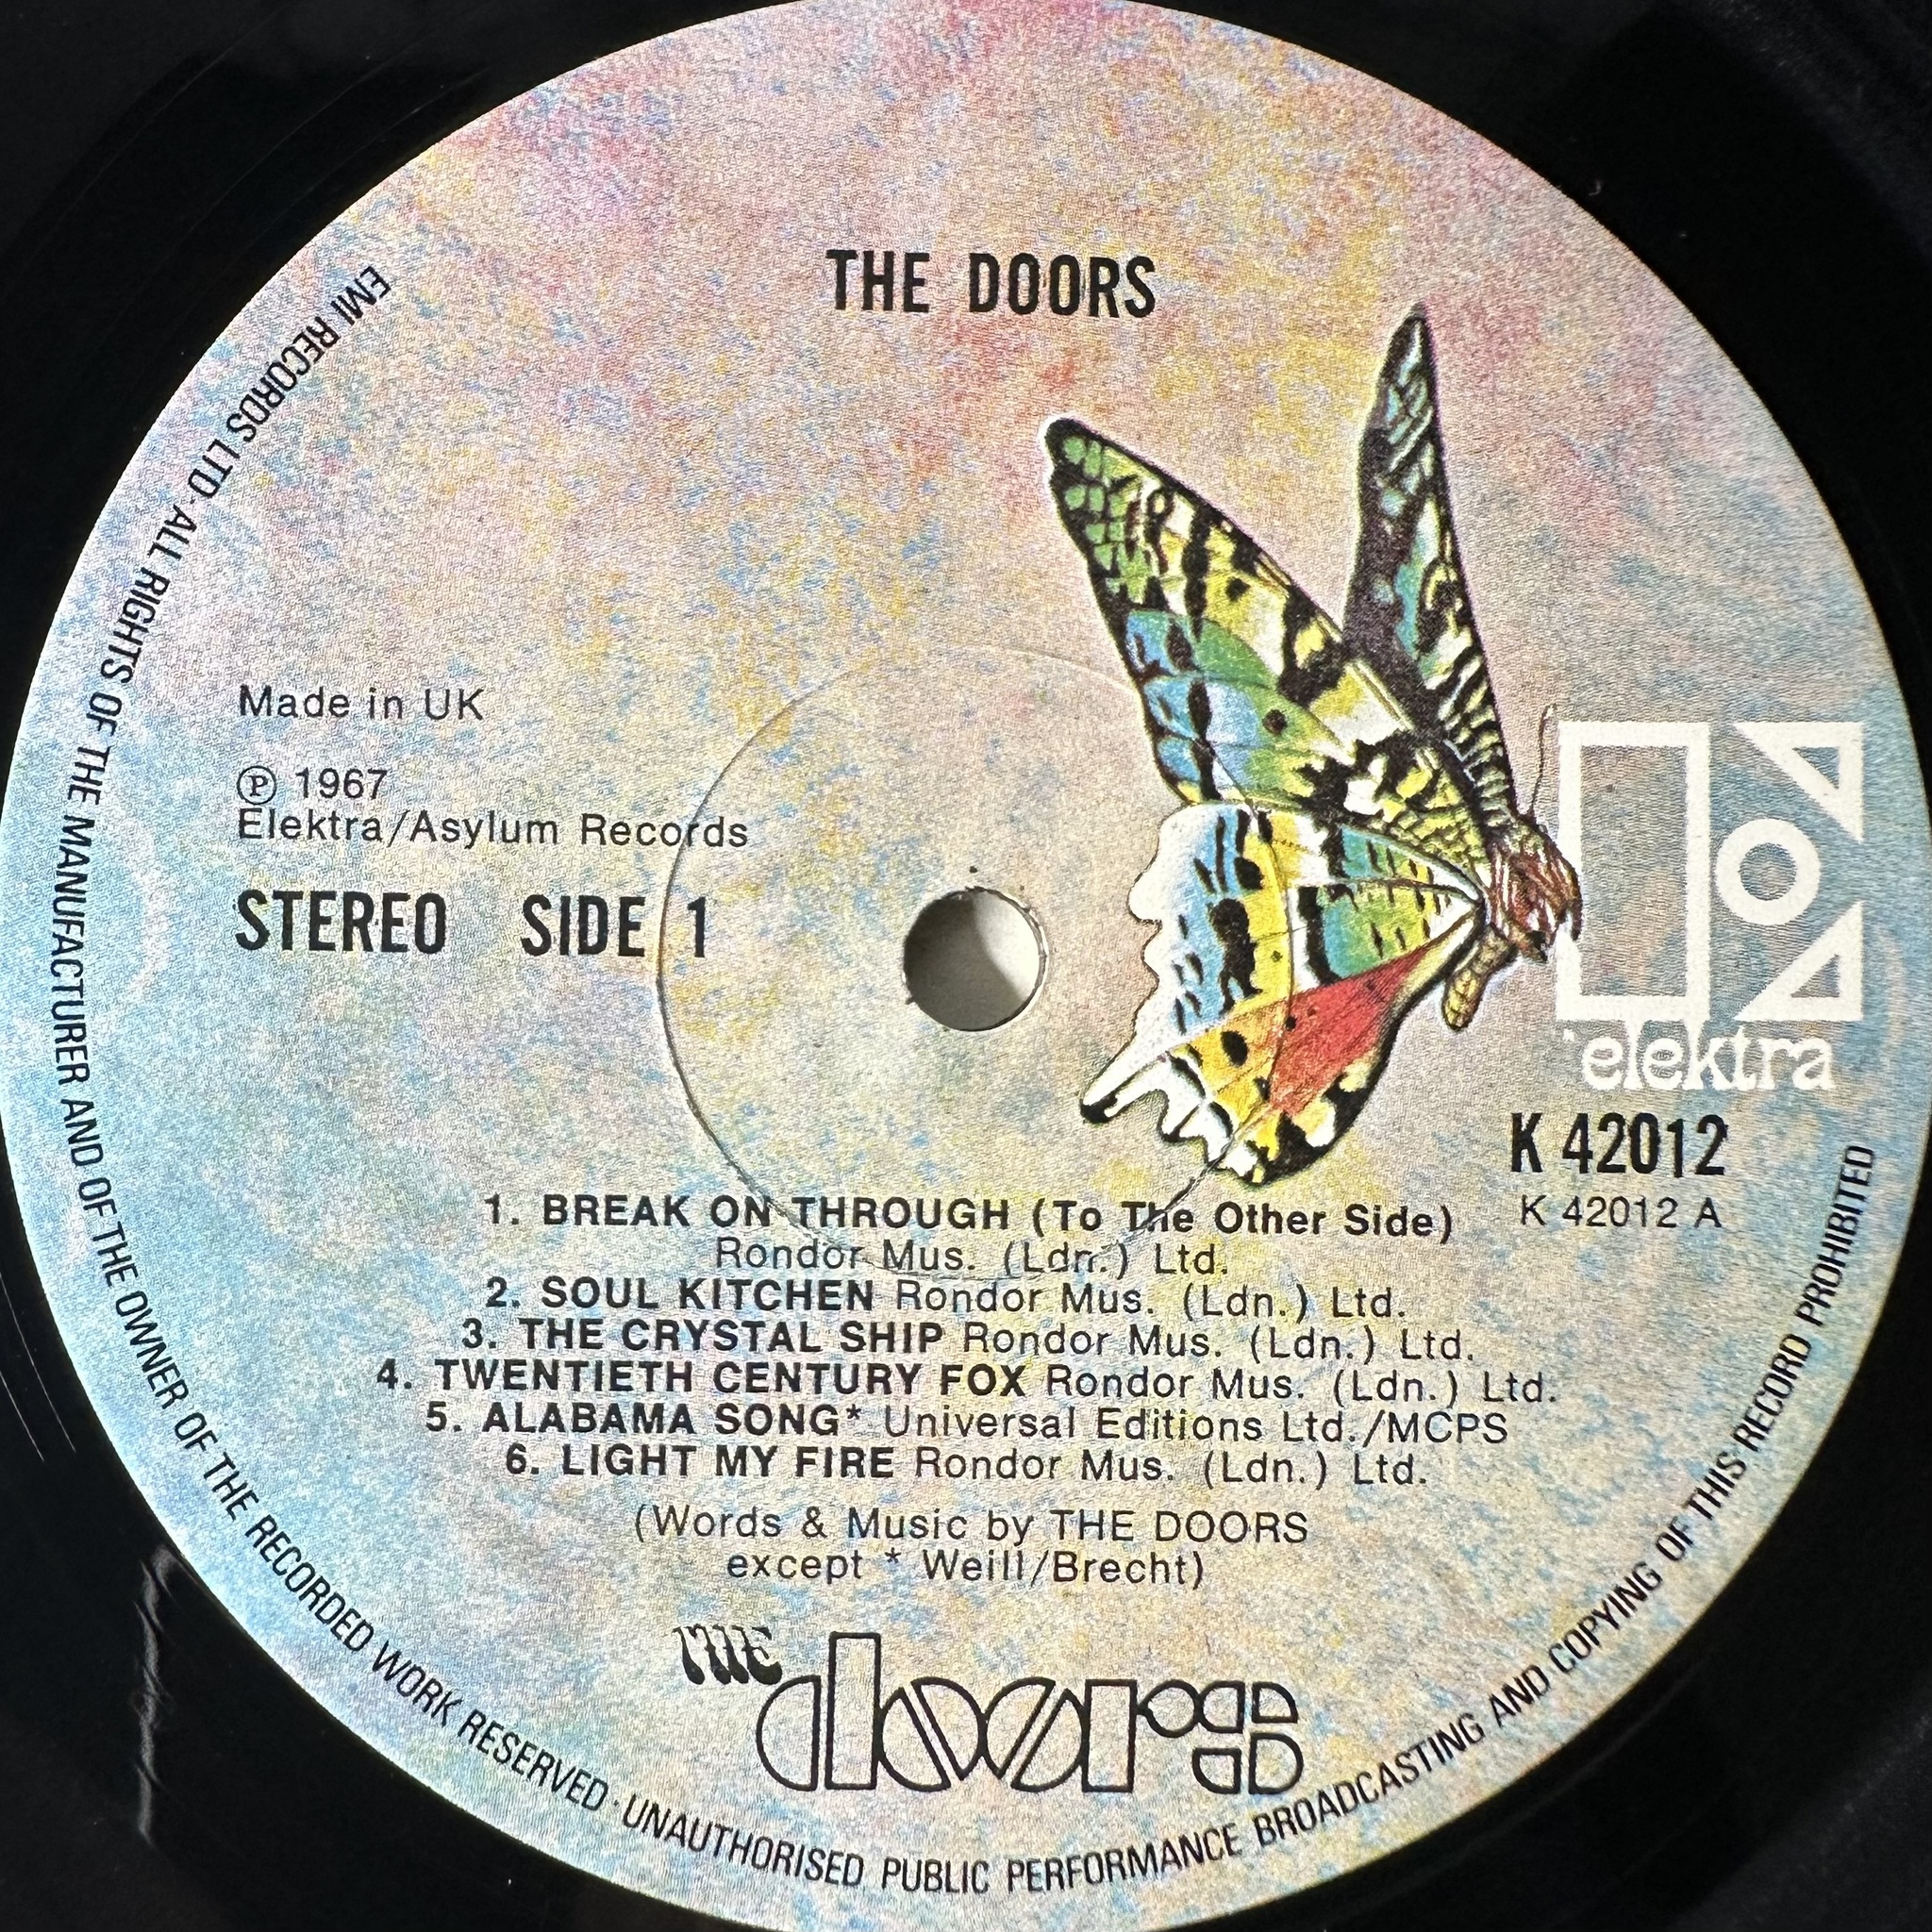 THE DOORS
EMI RECORDS LTD · ALL RIGHTS OF THE MANUFACTURER AND OF THE OWNER OF THE RECORDED WORK RESERVED · UNAUTHORISED PUBLIC PERFORMANCE BROADCASTING AND COPYING OF THIS RECORD PROHIBITED
Made in UK
℗ 1967
Elektra/Asylum Records
STEREO SIDE 1
elektra
K 42012
K 42012 A
1. BREAK ON THROUGH (To The Other Side)
Rondor Mus. (Ldn.) Ltd.
2. SOUL KITCHEN Rondor Mus. (Ldn.) Ltd.
3. THE CRYSTAL SHIP Rondor Mus. (Ldn.) Ltd.
4. TWENTIETH CENTURY FOX Rondor Mus. (Ldn.) Ltd.
5. ALABAMA SONG* Universal Editions Ltd./MCPS
6. LIGHT MY FIRE Rondor Mus. (Ldn.) Ltd.
(Words & Music by THE DOORS
except * Weill/Brecht)
THE
doors